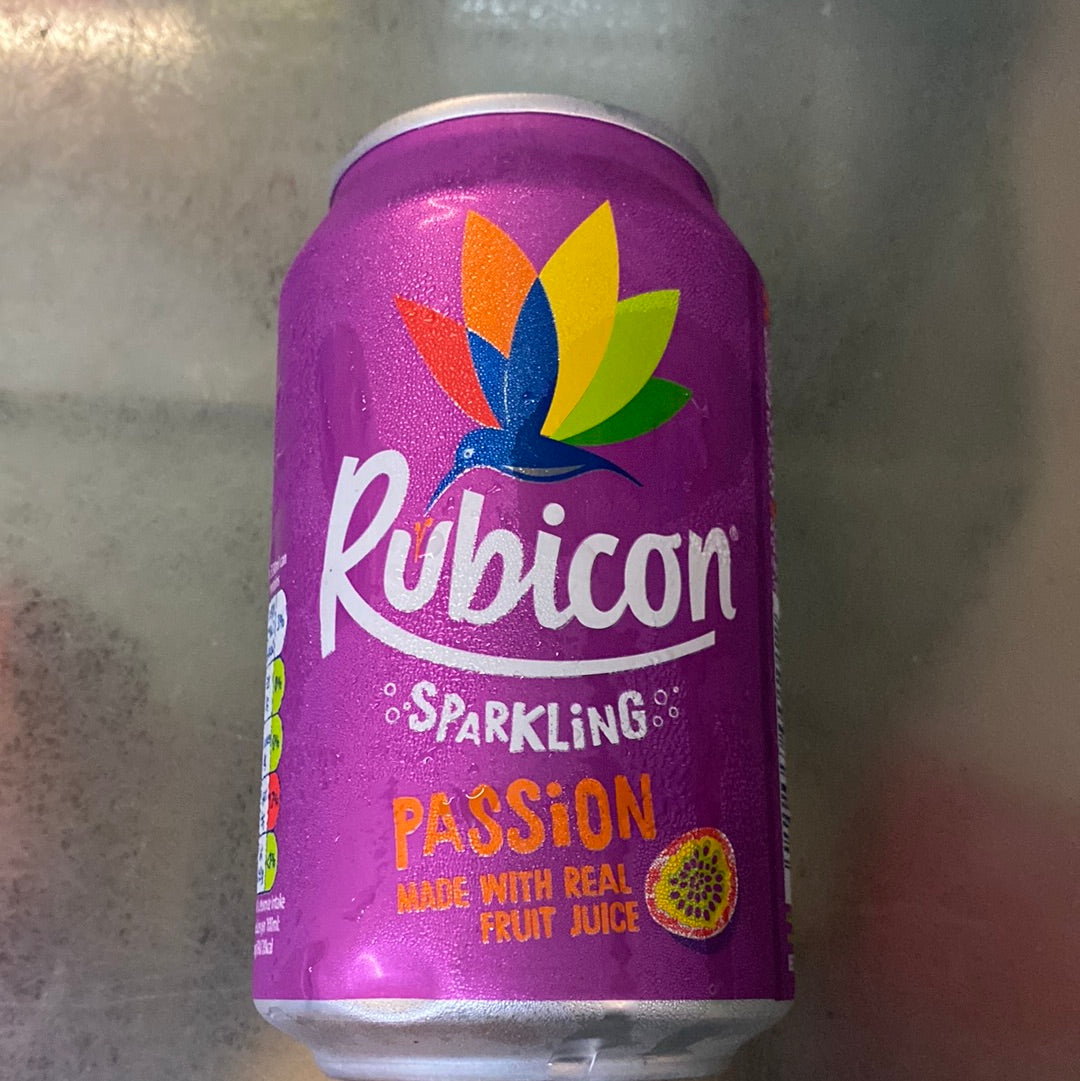 Rubicon
SPARKLING
PASSION
MADE WITH REAL
FRUIT JUICE